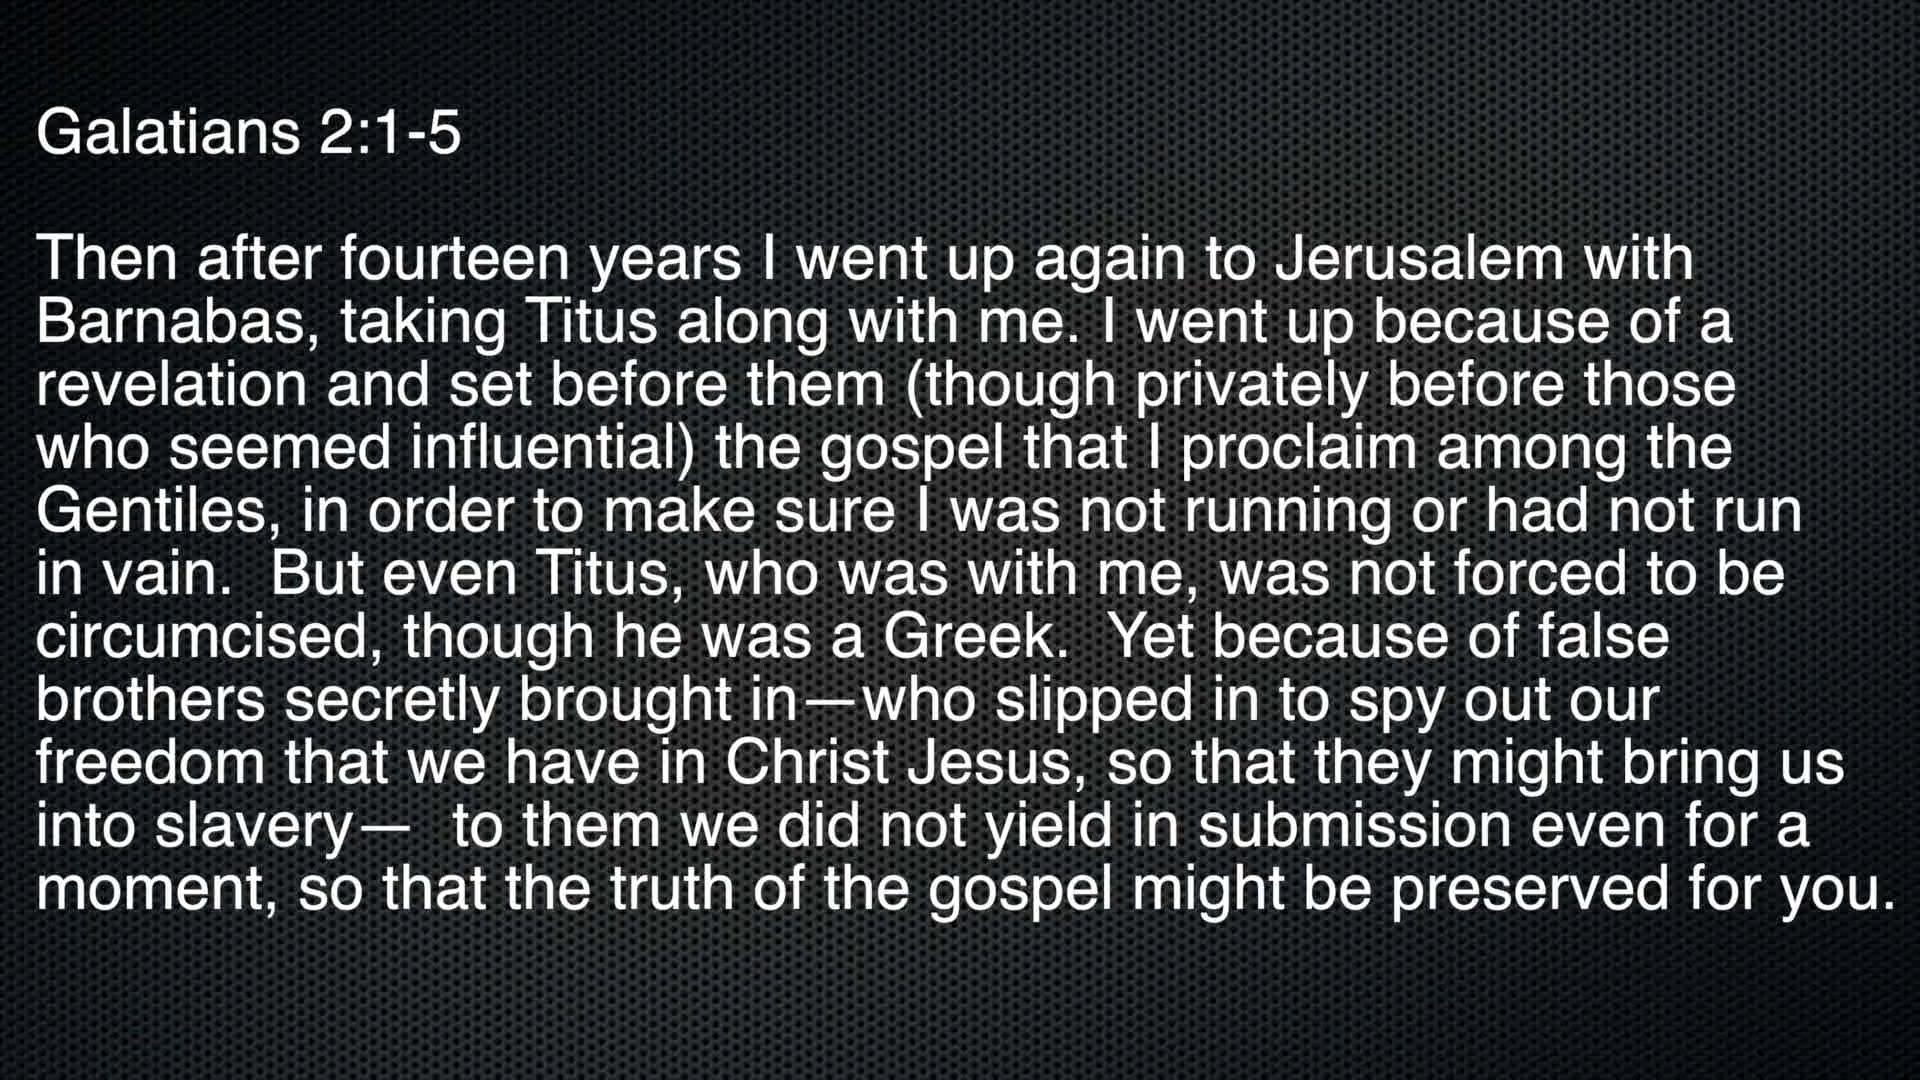 Galatians 2:1-5
Then after fourteen years I went up again to Jerusalem with
Barnabas, taking Titus along with me. I went up because of a
revelation and set before them (though privately before those
who seemed influential) the gospel that I proclaim among the
Gentiles, in order to make sure I was not running or had not run
in vain.  But even Titus, who was with me, was not forced to be
circumcised, though he was a Greek.  Yet because of false
brothers secretly brought in—who slipped in to spy out our
freedom that we have in Christ Jesus, so that they might bring us
into slavery—  to them we did not yield in submission even for a
moment, so that the truth of the gospel might be preserved for you.